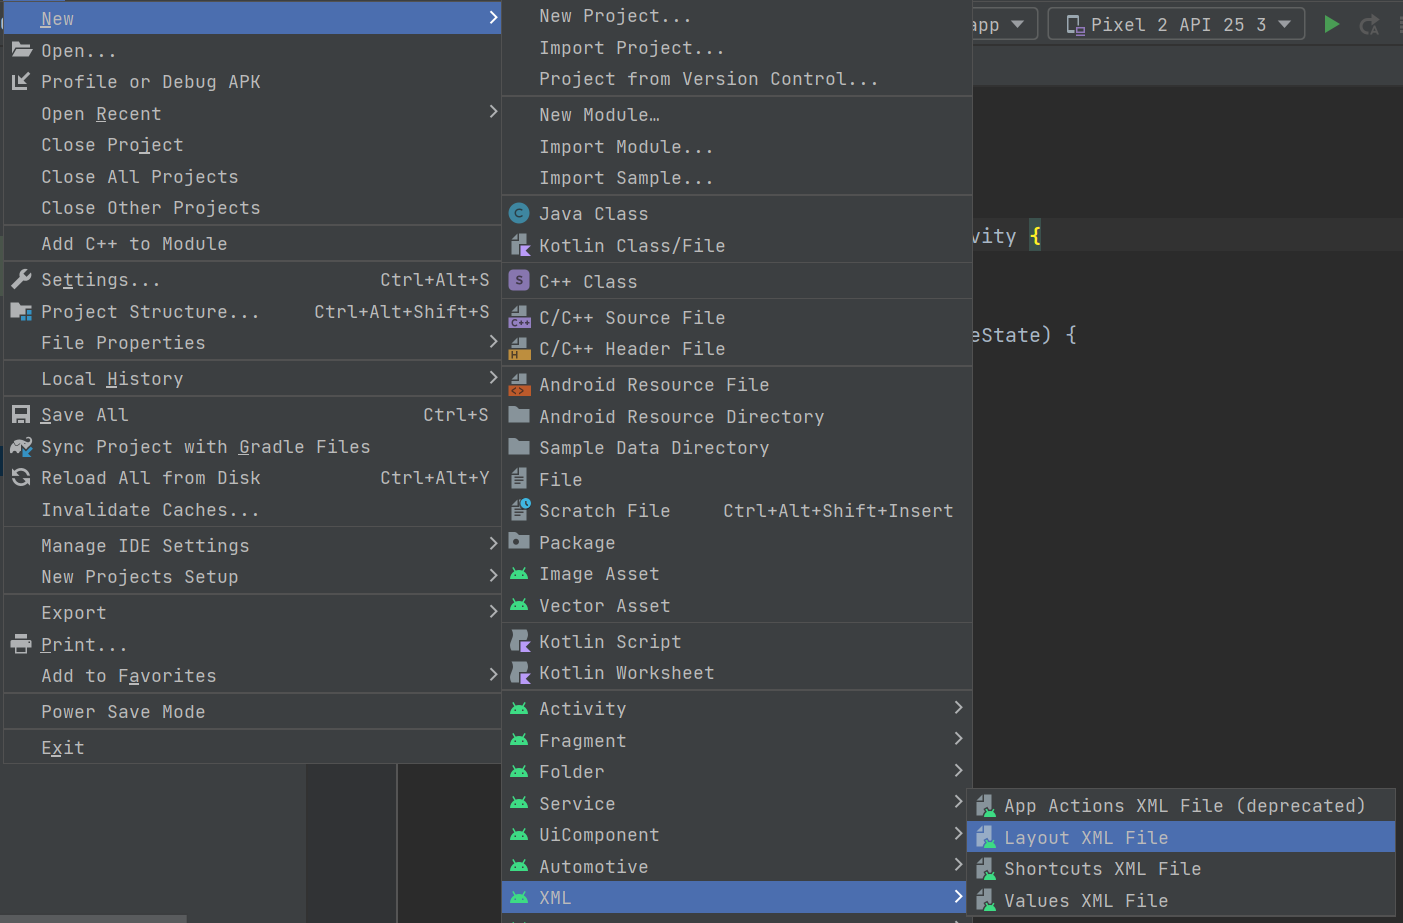 New
Open...
Profile or Debug APK
Open Recent
Close Project
Close All Projects
Close Other Projects
Add C++ to Module
Settings... Ctrl+Alt+S
Project Structure... Ctrl+Alt+Shift+S
File Properties
Local History
Save All Ctrl+S
Sync Project with Gradle Files
Reload All from Disk Ctrl+Alt+Y
Invalidate Caches...
Manage IDE Settings
New Projects Setup
Export
Print...
Add to Favorites
Power Save Mode
Exit
New Project...
Import Project...
Project from Version Control...
New Module…
Import Module...
Import Sample...
C Java Class
Kotlin Class/File
S C++ Class
C++ C/C++ Source File
H C/C++ Header File
<> Android Resource File
Android Resource Directory
Sample Data Directory
File
Scratch File Ctrl+Alt+Shift+Insert
Package
Image Asset
Vector Asset
Kotlin Script
Kotlin Worksheet
Activity
Fragment
Folder
Service
UiComponent
Automotive
XML
App Actions XML File (deprecated)
Layout XML File
Shortcuts XML File
Values XML File
app
Pixel 2 API 25 3
vity {
eState) {